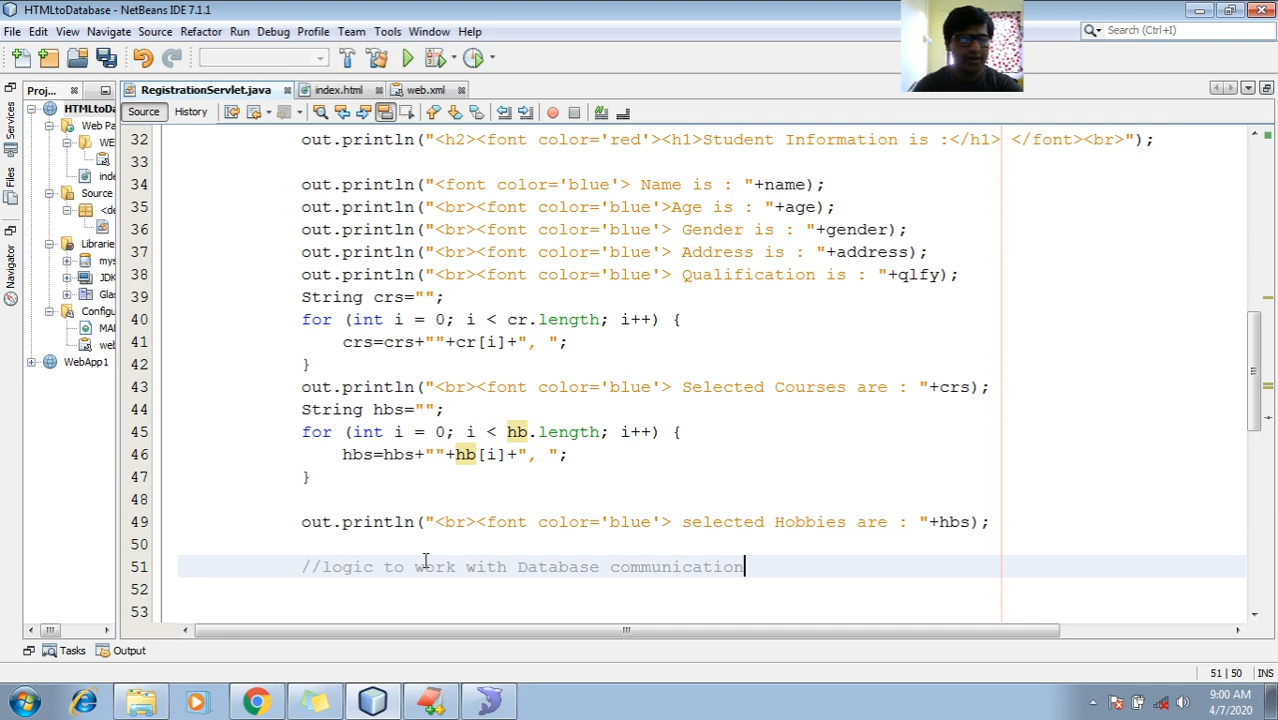 HTMLtoDatabase - NetBeans IDE 7.1.1
File Edit View Navigate Source Refactor Run Debug Profile Team Tools Window Help
Search (Ctrl+I)
Proj...
RegistrationServlet.java
index.html
web.xml
Source
History
Services
Files
Navigator
HTMLtoDa
Web Pa
WE
inde
Source
<de
Librarie
mys
JDK
Glas
Configu
MAI
web
WebApp1
32 out.println("<h2><font color='red'><h1>Student Information is :</h1> </font><br>");
33
34 out.println("<font color='blue'> Name is : "+name);
35 out.println("<br><font color='blue'>Age is : "+age);
36 out.println("<br><font color='blue'> Gender is : "+gender);
37 out.println("<br><font color='blue'> Address is : "+address);
38 out.println("<br><font color='blue'> Qualification is : "+qlfy);
39 String crs="";
40 for (int i = 0; i < cr.length; i++) {
41 crs=crs+""+cr[i]+", ";
42 }
43 out.println("<br><font color='blue'> Selected Courses are : "+crs);
44 String hbs="";
45 for (int i = 0; i < hb.length; i++) {
46 hbs=hbs+""+hb[i]+", ";
47 }
48
49 out.println("<br><font color='blue'> selected Hobbies are : "+hbs);
50
51 //logic to work with Database communication
52
53
Tasks
Output
51 | 50 INS
9:00 AM
4/7/2020